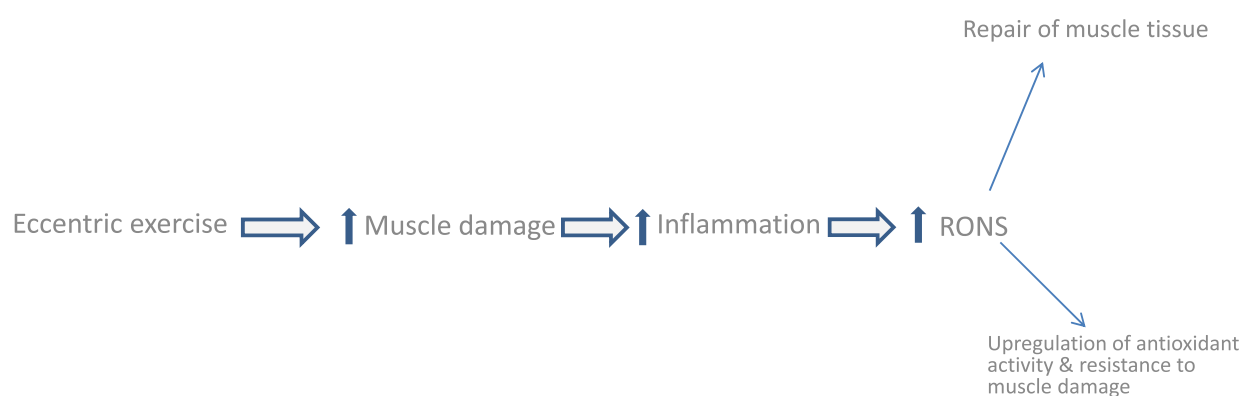 Repair of muscle tissue
Eccentric exercise Muscle damage Inflammation RONS
Upregulation of antioxidant
activity & resistance to
muscle damage